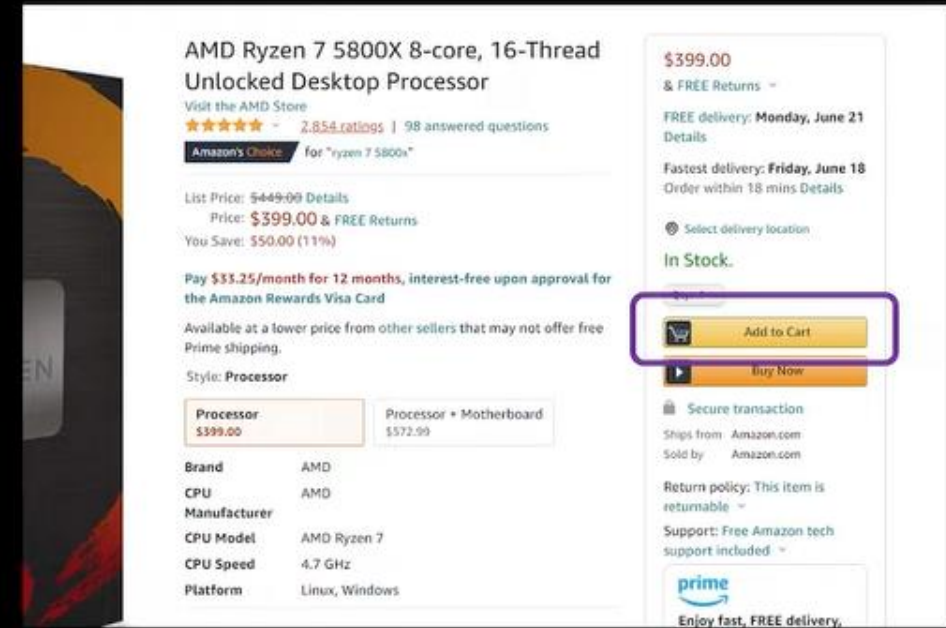 EN
AMD Ryzen 7 5800X 8-core, 16-Thread
Unlocked Desktop Processor
Visit the AMD Store
2,854 ratings | 98 answered questions
Amazon's Choice for "ryzen 7 5800x"
List Price: $449.00 Details
Price: $399.00 & FREE Returns
You Save: $50.00 (11%)
Pay $33.25/month for 12 months, interest-free upon approval for
the Amazon Rewards Visa Card
Available at a lower price from other sellers that may not offer free
Prime shipping.
Style: Processor
Processor
$399.00
Processor + Motherboard
$572.99
Brand AMD
CPU AMD
Manufacturer
CPU Model AMD Ryzen 7
CPU Speed 4.7 GHz
Platform Linux, Windows
$399.00
& FREE Returns
FREE delivery: Monday, June 21
Details
Fastest delivery: Friday, June 18
Order within 18 mins Details
Select delivery location
In Stock.
Add to Cart
Buy Now
Secure transaction
Ships from Amazon.com
Sold by Amazon.com
Return policy: This item is
returnable
Support: Free Amazon tech
support included
prime
Enjoy fast, FREE delivery,